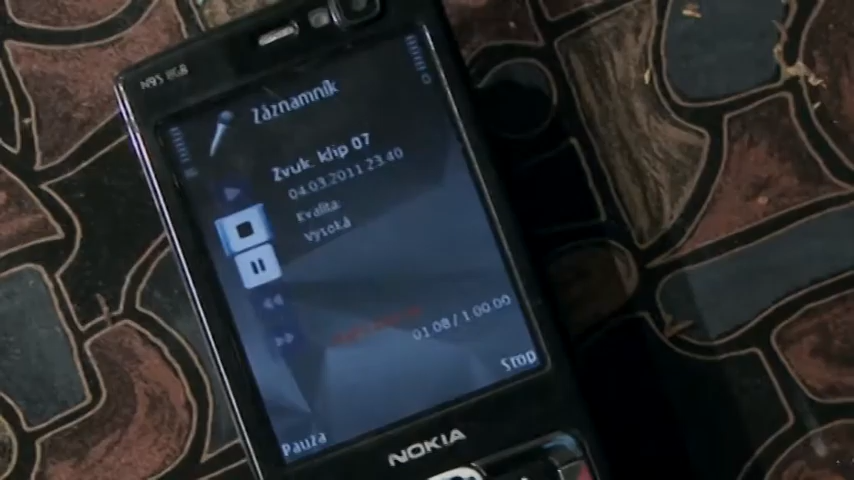 N95 8GB
Záznamník
Zvuk. klip 07
04.03.2011 23.40
Kvalita:
Vysoká
01:08 / 1:00:00
Stop
Pauza
NOKIA